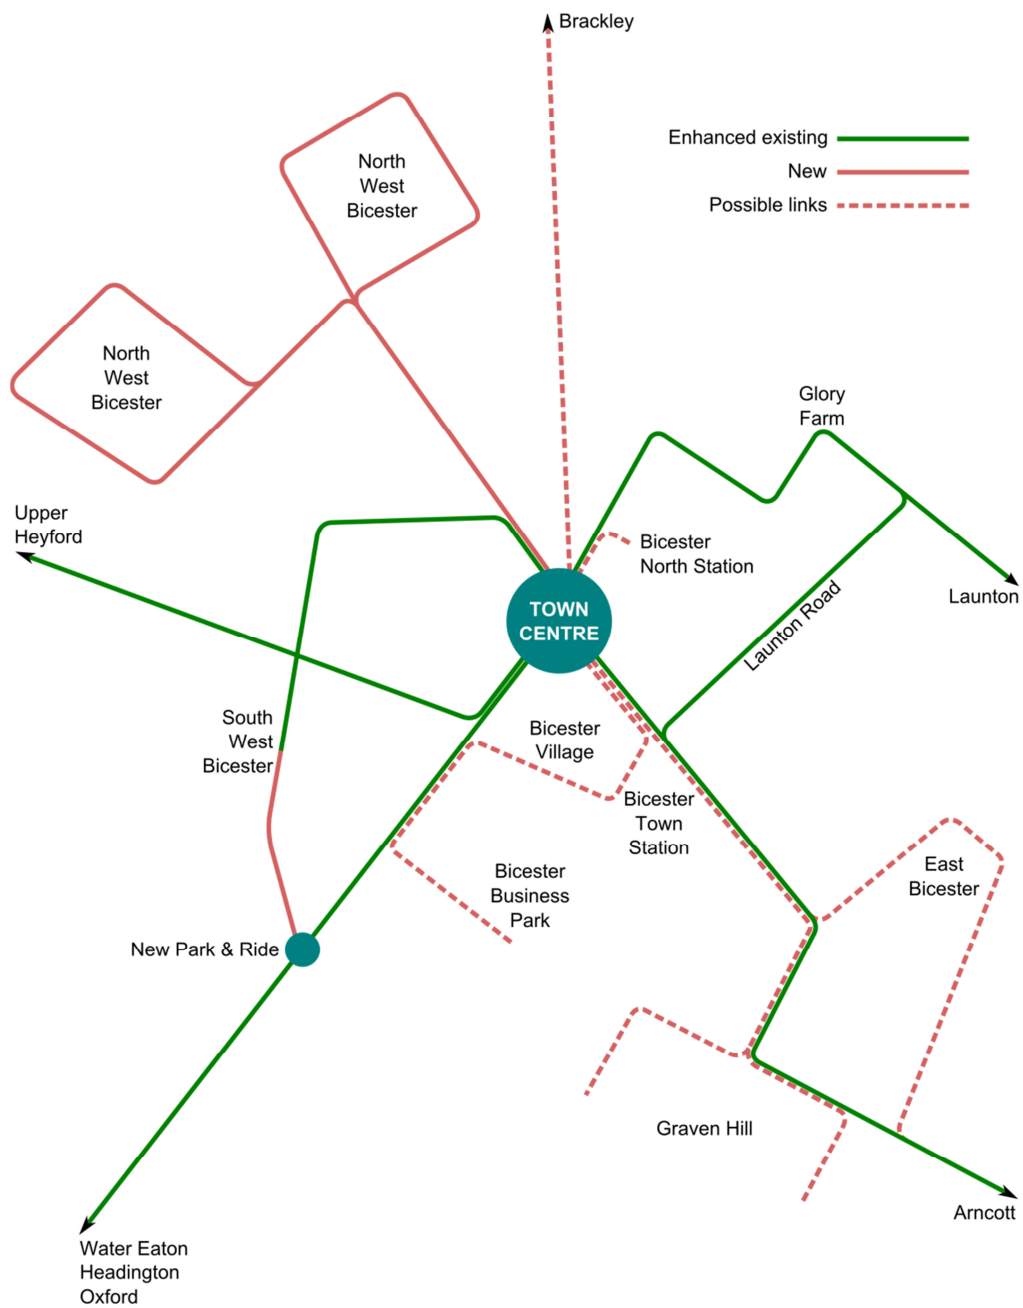 Brackley
Enhanced existing
New
Possible links
North
West
Bicester
North
West
Bicester
Glory
Farm
Upper
Heyford
Bicester
North Station
Launton
Launton Road
TOWN
CENTRE
South
West
Bicester
Bicester
Village
Bicester
Town
Station
Bicester
Business
Park
East
Bicester
New Park & Ride
Graven Hill
Arncott
Water Eaton
Headington
Oxford